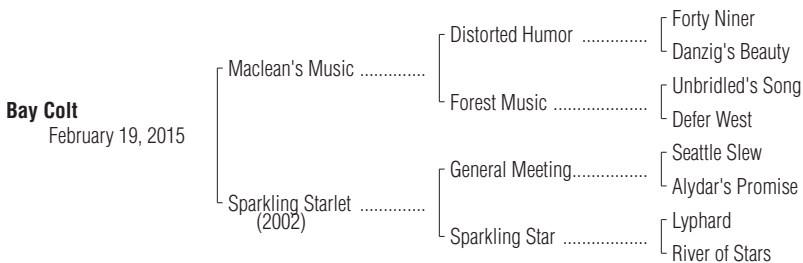 Forty Niner
Distorted Humor ..............
Danzig's Beauty
Maclean's Music ..............
Unbridled's Song
Forest Music ....................
Defer West
Bay Colt
February 19, 2015
Seattle Slew
General Meeting................
Alydar's Promise
Sparkling Starlet ..............
(2002)
Lyphard
Sparkling Star ..................
River of Stars